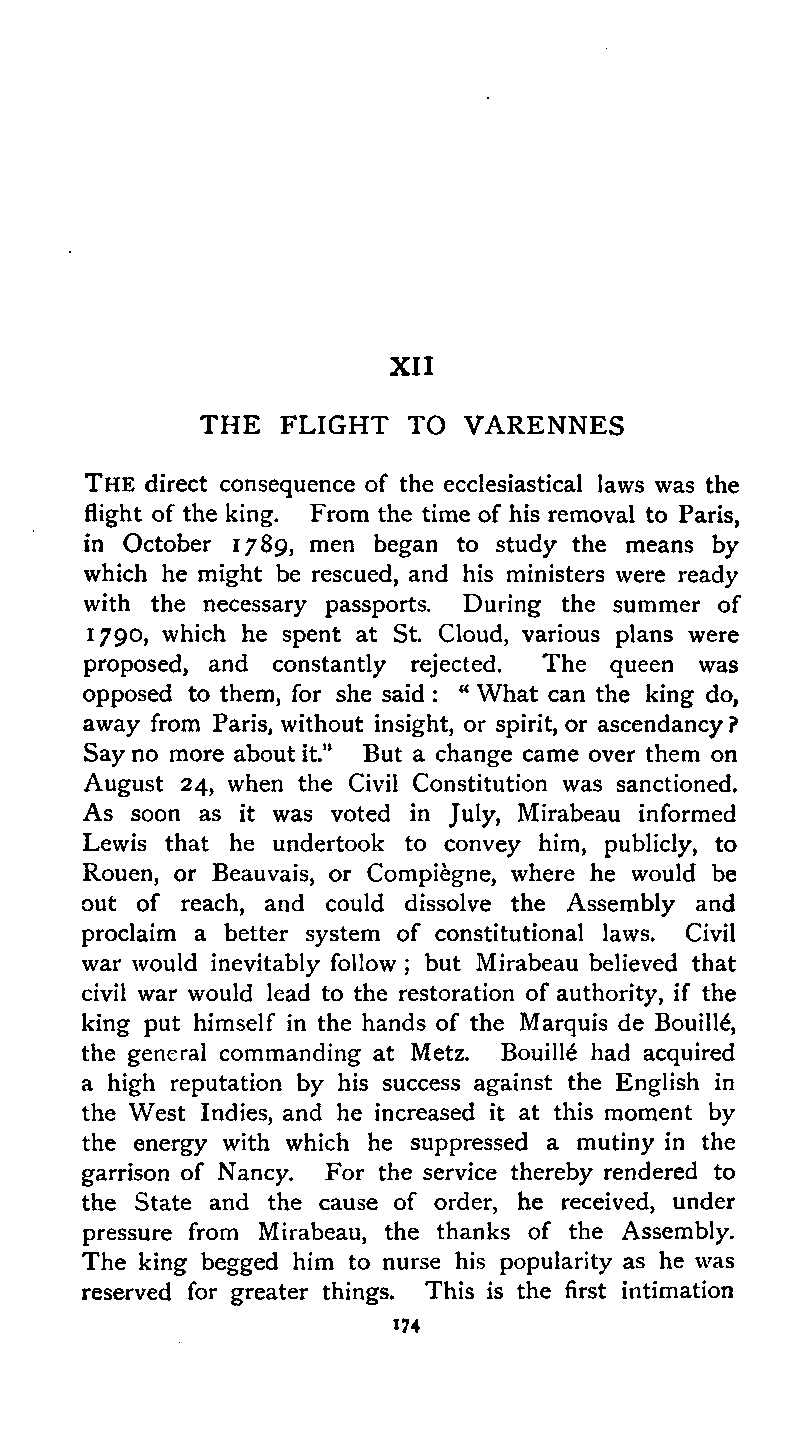 XII
THE FLIGHT TO VARENNES
THE direct consequence of the ecclesiastical laws was the
flight of the king. From the time of his removal to Paris,
in October 1789, men began to study the means by
which he might be rescued, and his ministers were ready
with the necessary passports. During the summer of
1790, which he spent at St. Cloud, various plans were
proposed, and constantly rejected. The queen was
opposed to them, for she said : “ What can the king do,
away from Paris, without insight, or spirit, or ascendancy ?
Say no more about it.” But a change came over them on
August 24, when the Civil Constitution was sanctioned.
As soon as it was voted in July, Mirabeau informed
Lewis that he undertook to convey him, publicly, to
Rouen, or Beauvais, or Compiègne, where he would be
out of reach, and could dissolve the Assembly and
proclaim a better system of constitutional laws. Civil
war would inevitably follow ; but Mirabeau believed that
civil war would lead to the restoration of authority, if the
king put himself in the hands of the Marquis de Bouillé,
the general commanding at Metz. Bouillé had acquired
a high reputation by his success against the English in
the West Indies, and he increased it at this moment by
the energy with which he suppressed a mutiny in the
garrison of Nancy. For the service thereby rendered to
the State and the cause of order, he received, under
pressure from Mirabeau, the thanks of the Assembly.
The king begged him to nurse his popularity as he was
reserved for greater things. This is the first intimation
174